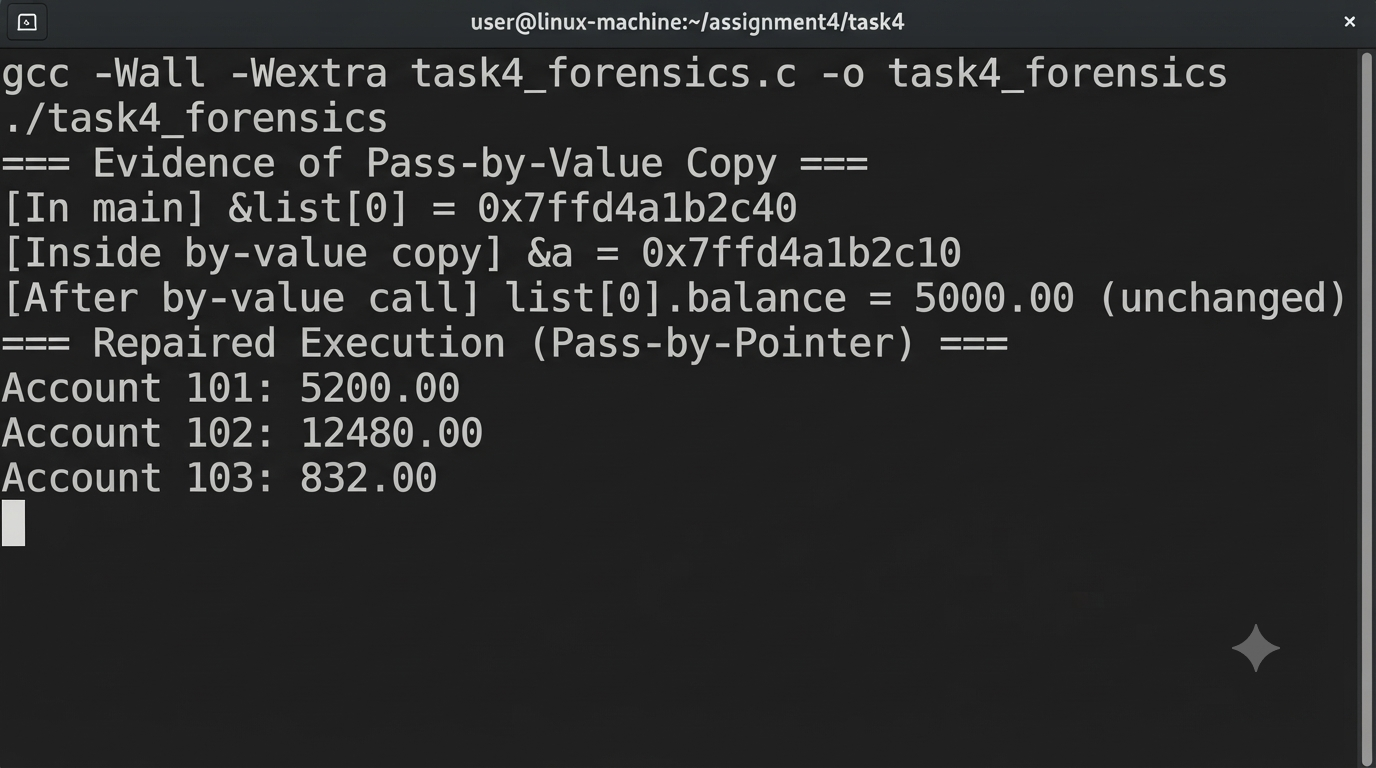 user@linux-machine:~/assignment4/task4
gcc -Wall -Wextra task4_forensics.c -o task4_forensics
./task4_forensics
=== Evidence of Pass-by-Value Copy ===
[In main] &list[0] = 0x7ffd4a1b2c40
[Inside by-value copy] &a = 0x7ffd4a1b2c10
[After by-value call] list[0].balance = 5000.00 (unchanged)
=== Repaired Execution (Pass-by-Pointer) ===
Account 101: 5200.00
Account 102: 12480.00
Account 103: 832.00